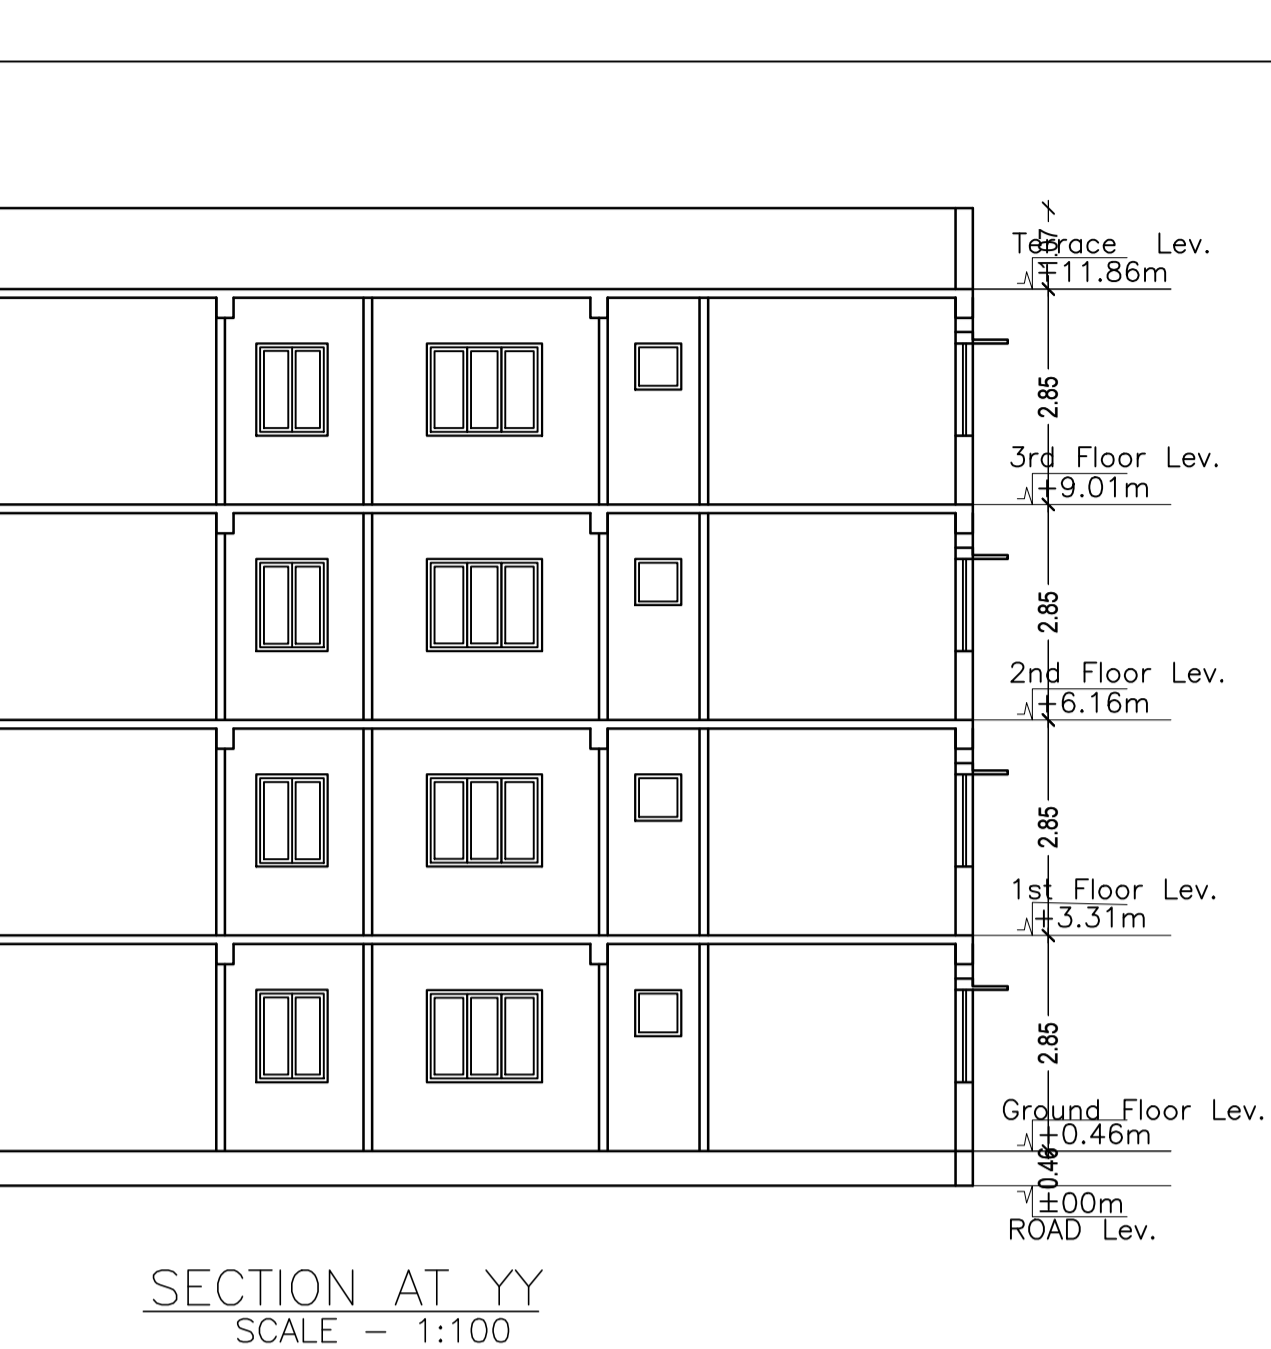 Terrace Lev.
+11.86m
2.85
3rd Floor Lev.
+9.01m
2.85
2nd Floor Lev.
+6.16m
2.85
1st Floor Lev.
+3.31m
2.85
Ground Floor Lev.
+0.46m
0.46
±00m
ROAD Lev.
SECTION AT YY
SCALE - 1:100